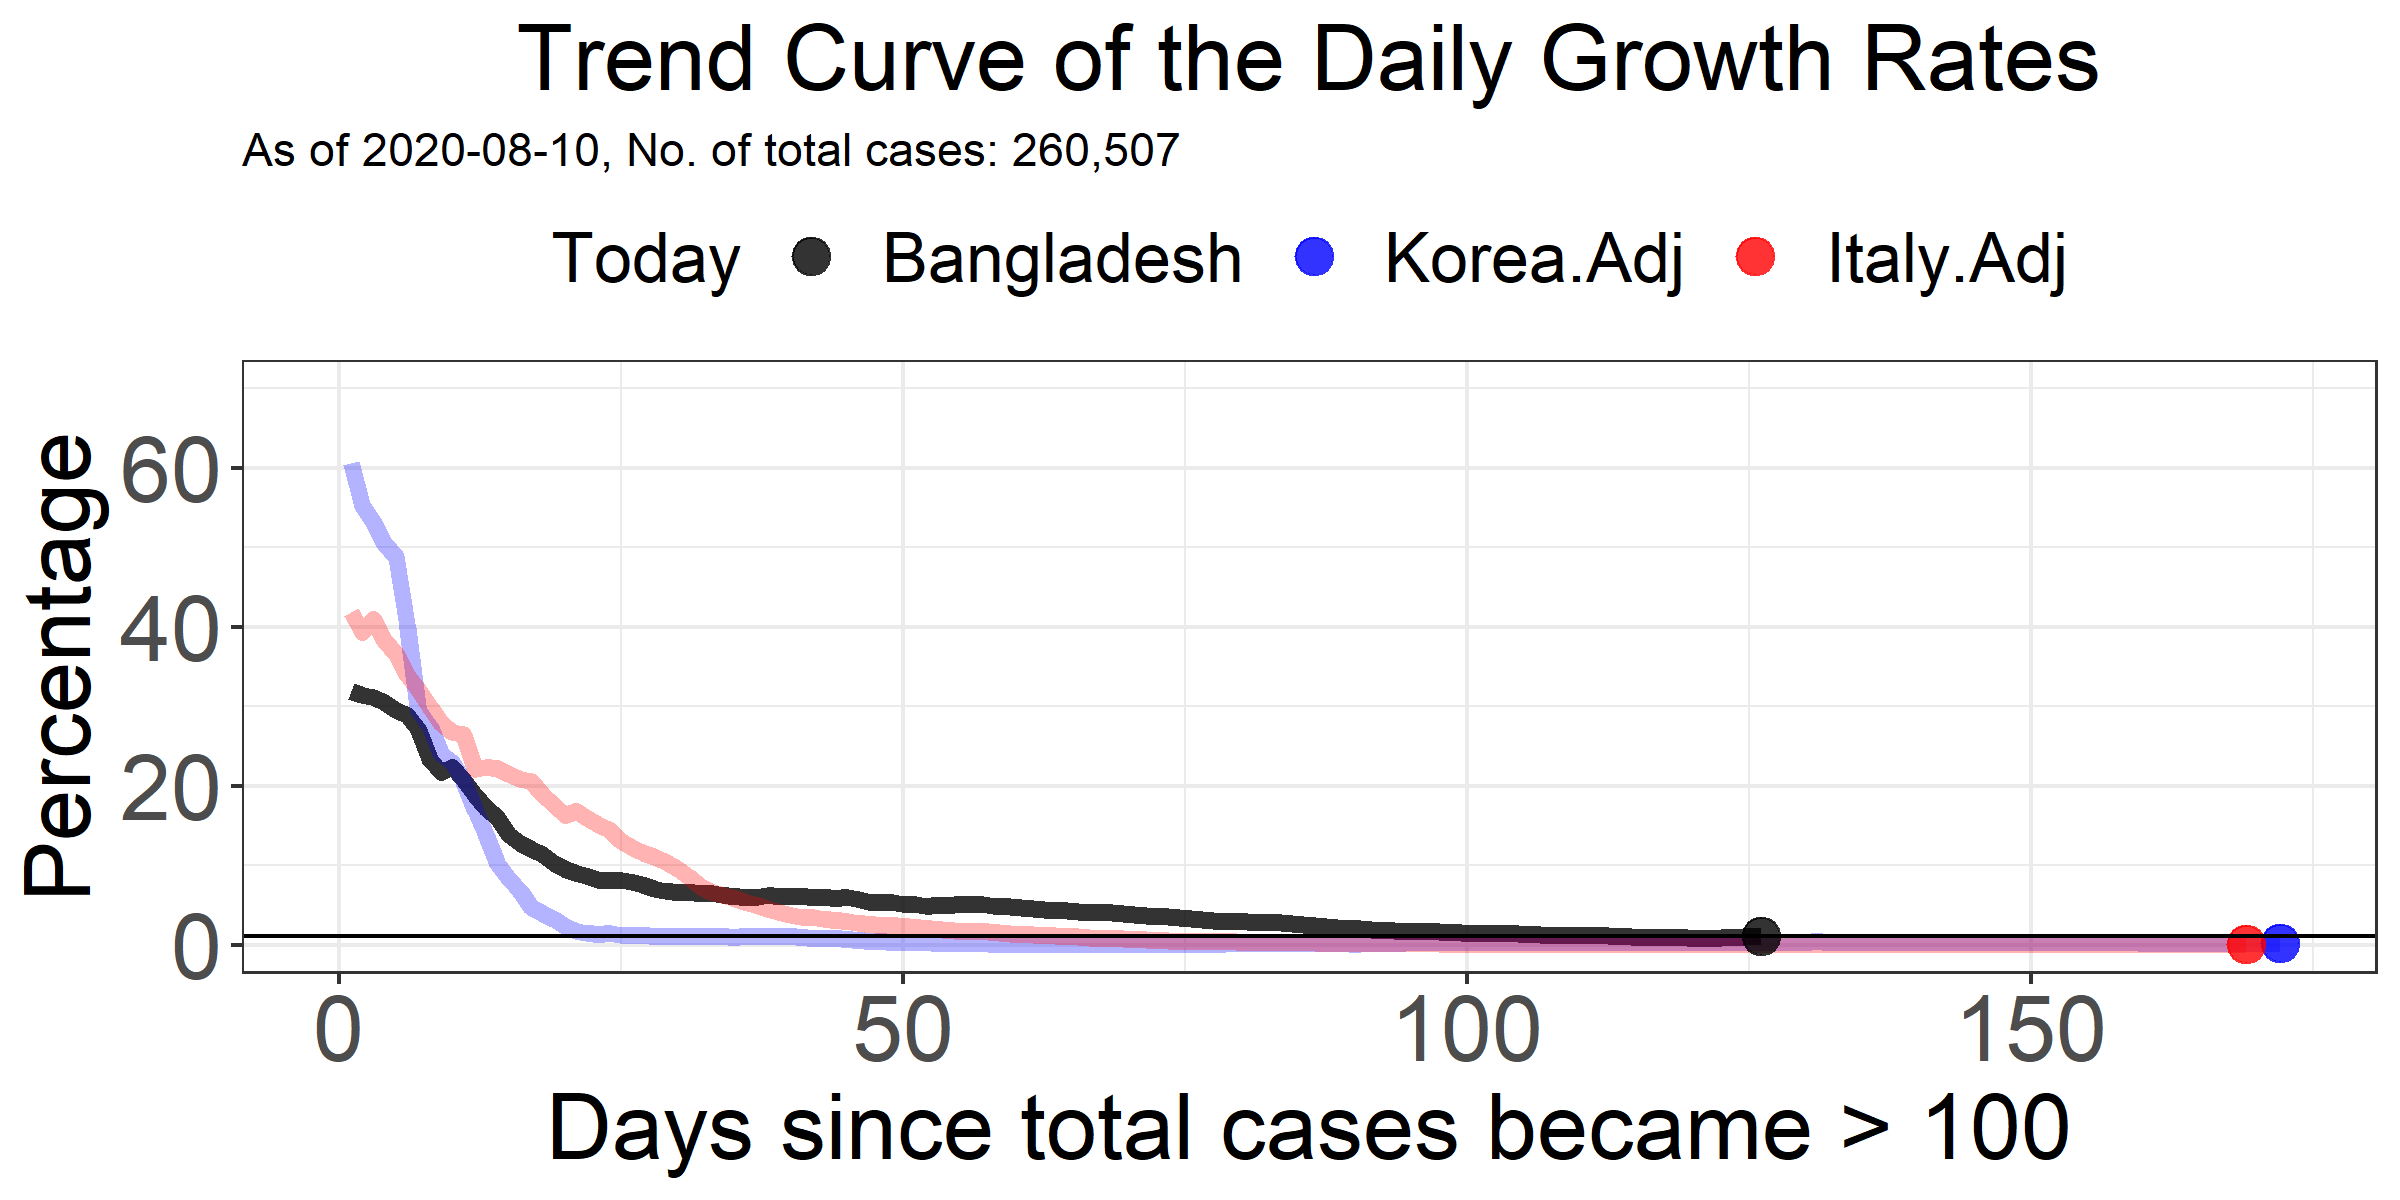 Trend Curve of the Daily Growth Rates
As of 2020-08-10, No. of total cases: 260,507
Today Bangladesh Korea.Adj Italy.Adj
Percentage
60
40
20
0
0 50 100 150
Days since total cases became > 100